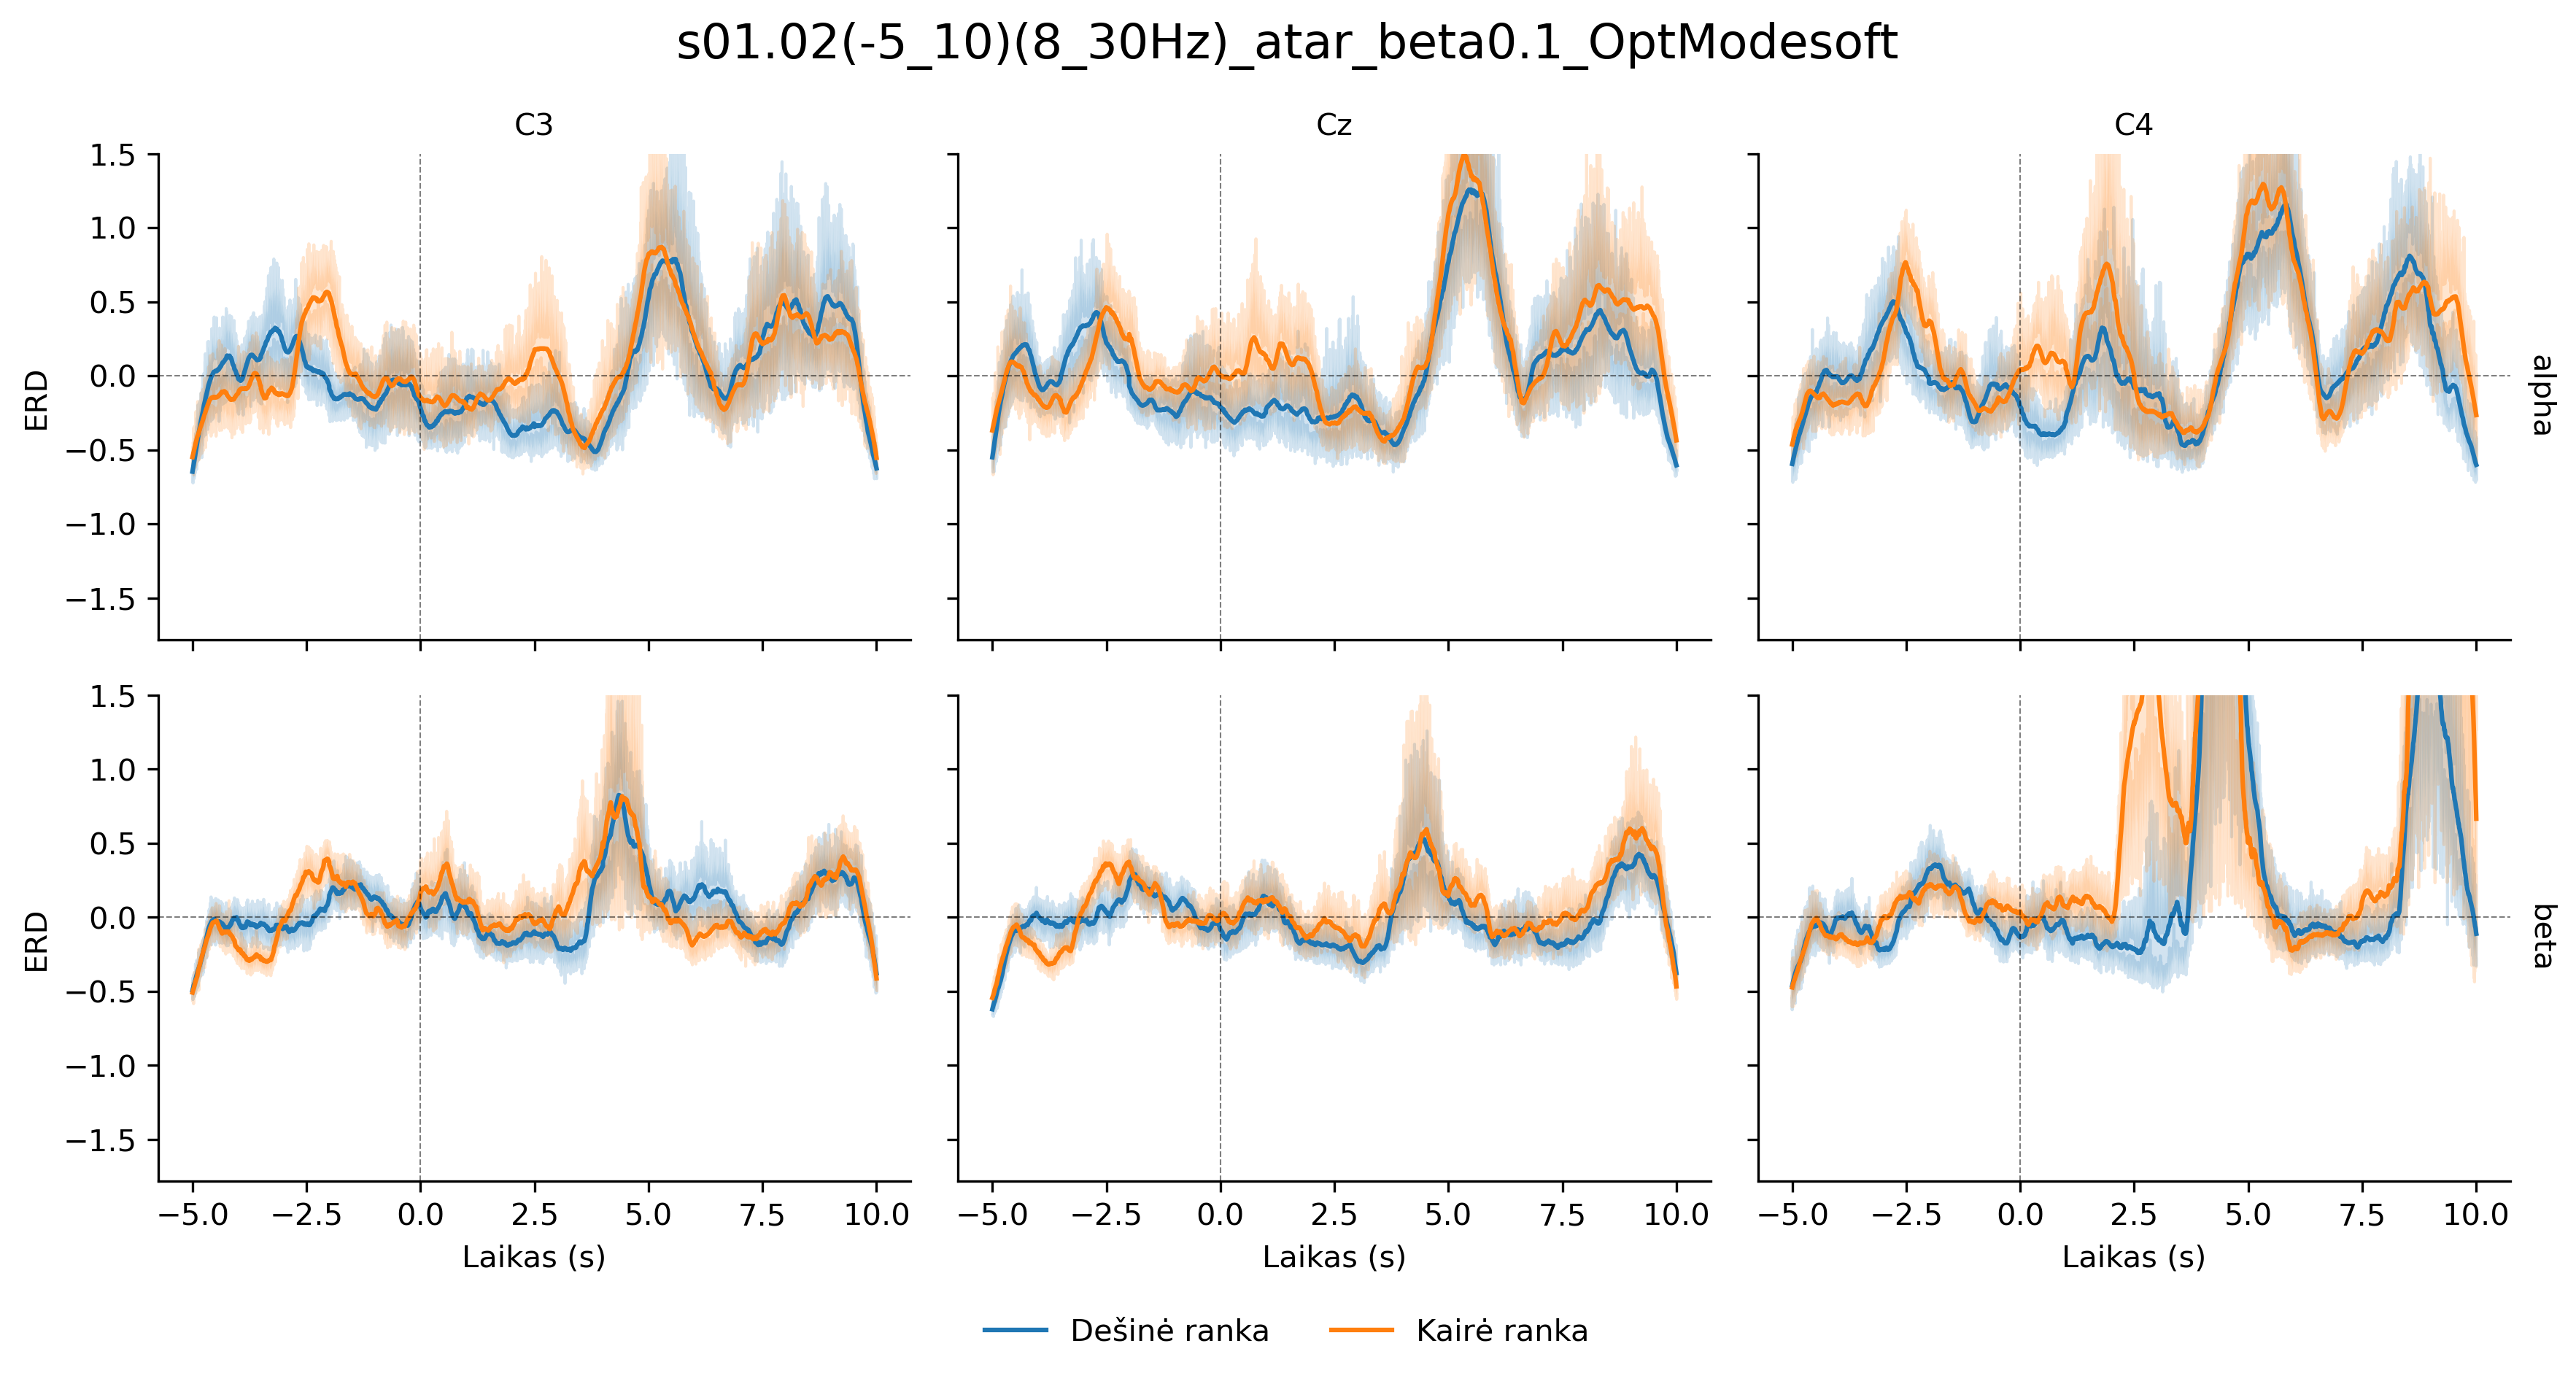 s01.02(-5_10)(8_30Hz)_atar_beta0.1_OptModesoft
C3 Cz C4
1.5
1.0
0.5
0.0
−0.5
−1.0
−1.5
ERD
alpha
1.5
1.0
0.5
0.0
−0.5
−1.0
−1.5
ERD
beta
−5.0 −2.5 0.0 2.5 5.0 7.5 10.0 −5.0 −2.5 0.0 2.5 5.0 7.5 10.0 −5.0 −2.5 0.0 2.5 5.0 7.5 10.0
Laikas (s) Laikas (s) Laikas (s)
Dešinė ranka Kairė ranka